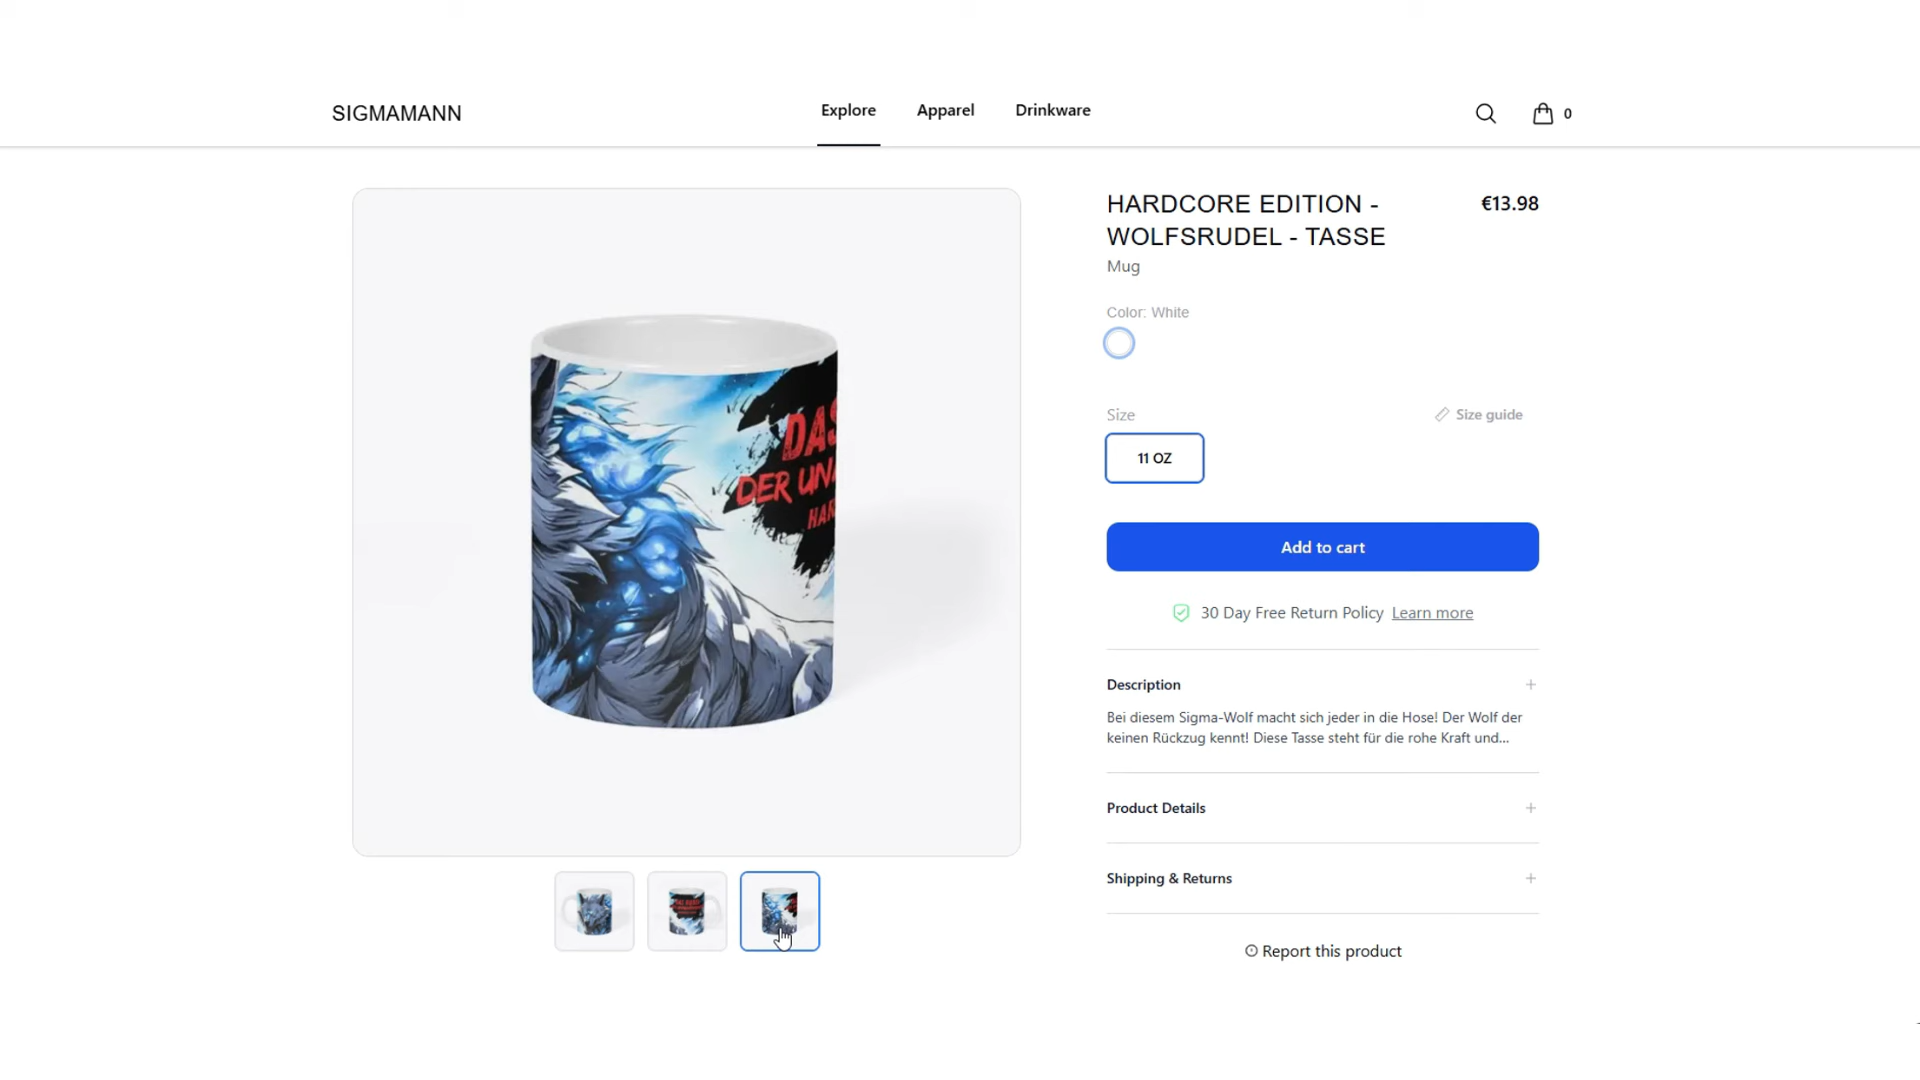 SIGMAMANN
Explore
Apparel
Drinkware
0
HARDCORE EDITION -
WOLFSRUDEL - TASSE
€13.98
Mug
Color: White
Size
Size guide
11 OZ
Add to cart
30 Day Free Return Policy Learn more
Description
Bei diesem Sigma-Wolf macht sich jeder in die Hose! Der Wolf der
keinen Rückzug kennt! Diese Tasse steht für die rohe Kraft und...
Product Details
Shipping & Returns
Report this product
DAS
DER UNA
HAR